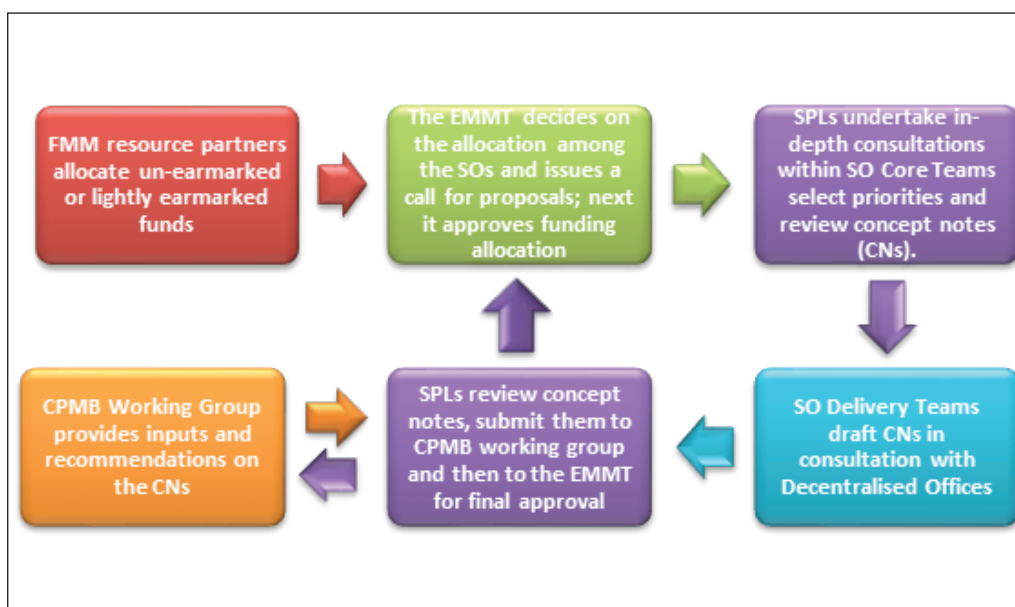 FMM resource partners
allocate un-earmarked
or lightly earmarked
funds
The EMMT decides on
the allocation among
the SOs and issues a
call for proposals; next
it approves funding
allocation
SPLs undertake in-
depth consultations
within SO Core Teams
select priorities and
review concept notes
(CNs).
CPMB Working Group
provides inputs and
recommendations on
the CNs
SPLs review concept
notes, submit them to
CPMB working group
and then to the EMMT
for final approval
SO Delivery Teams
draft CNs in
consultation with
Decentralised Offices